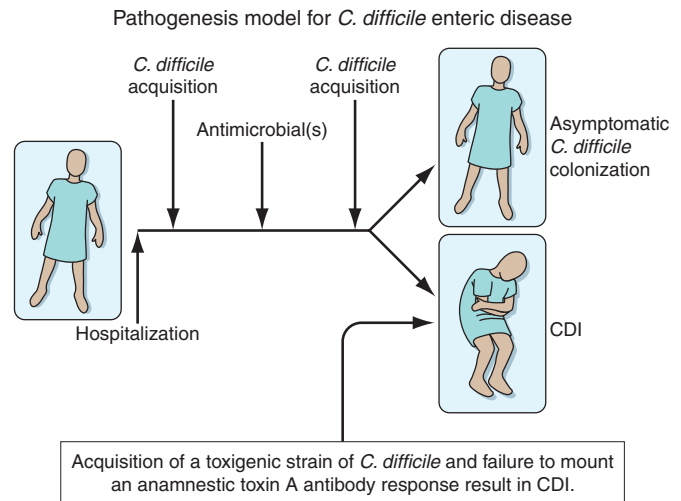 Pathogenesis model for C. difficile enteric disease
C. difficile
acquisition
C. difficile
acquisition
Antimicrobial(s)
Asymptomatic
C. difficile
colonization
Hospitalization
CDI
Acquisition of a toxigenic strain of C. difficile and failure to mount
an anamnestic toxin A antibody response result in CDI.